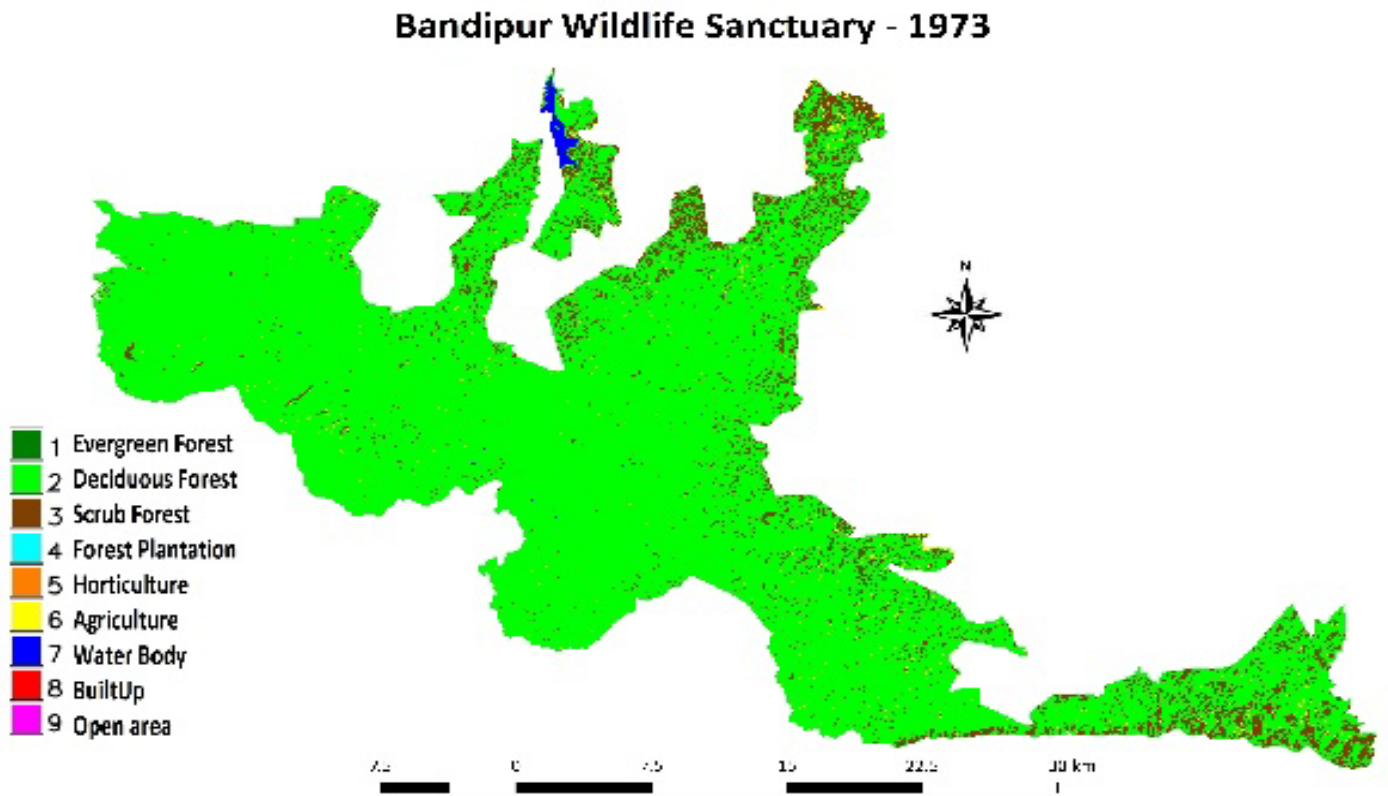 Bandipur Wildlife Sanctuary - 1973
N
1 Evergreen Forest
2 Deciduous Forest
3 Scrub Forest
4 Forest Plantation
5 Horticulture
6 Agriculture
7 Water Body
8 BuiltUp
9 Open area
7.5 0 7.5 15 22.5 30 km